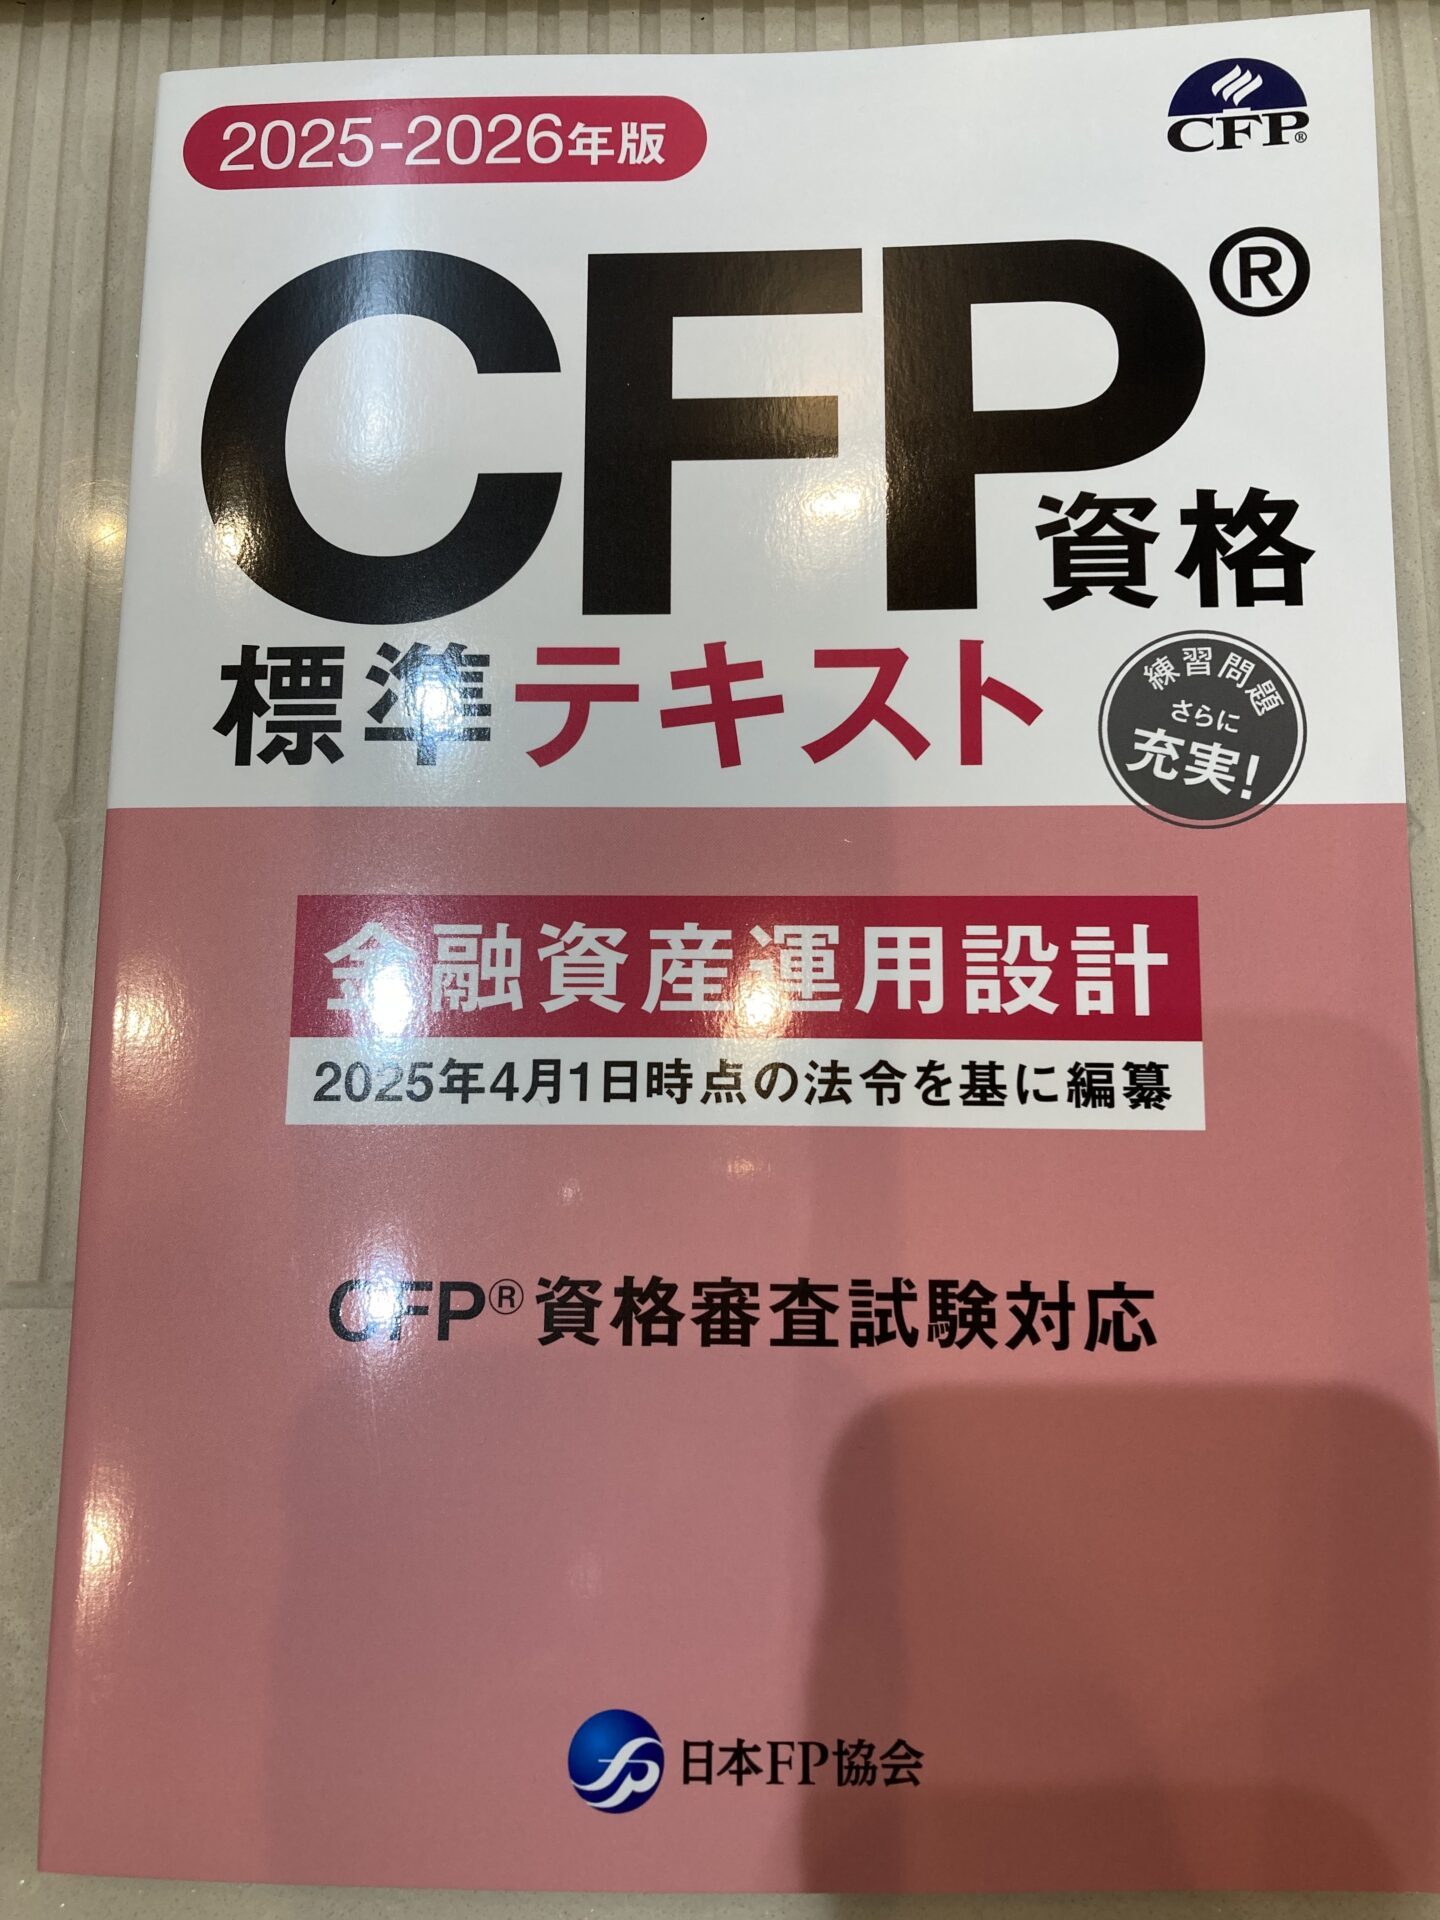 2025-2026年版
CFP®
CFP®
資格
標準テキスト
練習問題
さらに
充実!
金融資産運用設計
2025年4月1日時点の法令を基に編纂
CFP®資格審査試験対応
日本FP協会